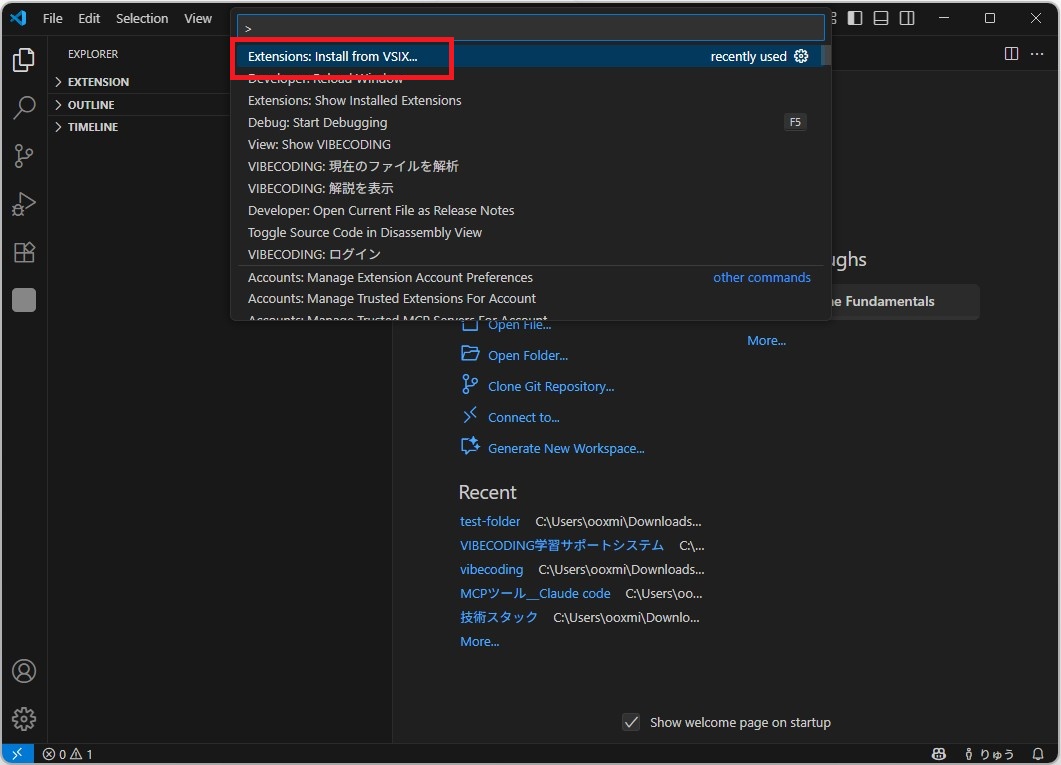 File Edit Selection View
>
EXPLORER
EXTENSION
OUTLINE
TIMELINE
Extensions: Install from VSIX... recently used
Developer: Reload Window
Extensions: Show Installed Extensions
Debug: Start Debugging F5
View: Show VIBECODING
VIBECODING: 現在のファイルを解析
VIBECODING: 解説を表示
Developer: Open Current File as Release Notes
Toggle Source Code in Disassembly View
VIBECODING: ログイン
Accounts: Manage Extension Account Preferences other commands
Accounts: Manage Trusted Extensions For Account
Accounts: Manage Trusted MCP Servers For Account
Open File...
Open Folder...
Clone Git Repository...
Connect to...
Generate New Workspace...
Recent
test-folder C:\Users\ooxmi\Downloads...
VIBECODING学習サポートシステム C:\...
vibecoding C:\Users\ooxmi\Downloads...
MCPツール__Claude code C:\Users\oo...
技術スタック C:\Users\ooxmi\Downlo...
More...
ughs
Fundamentals
More...
Show welcome page on startup
0 1
りゅう